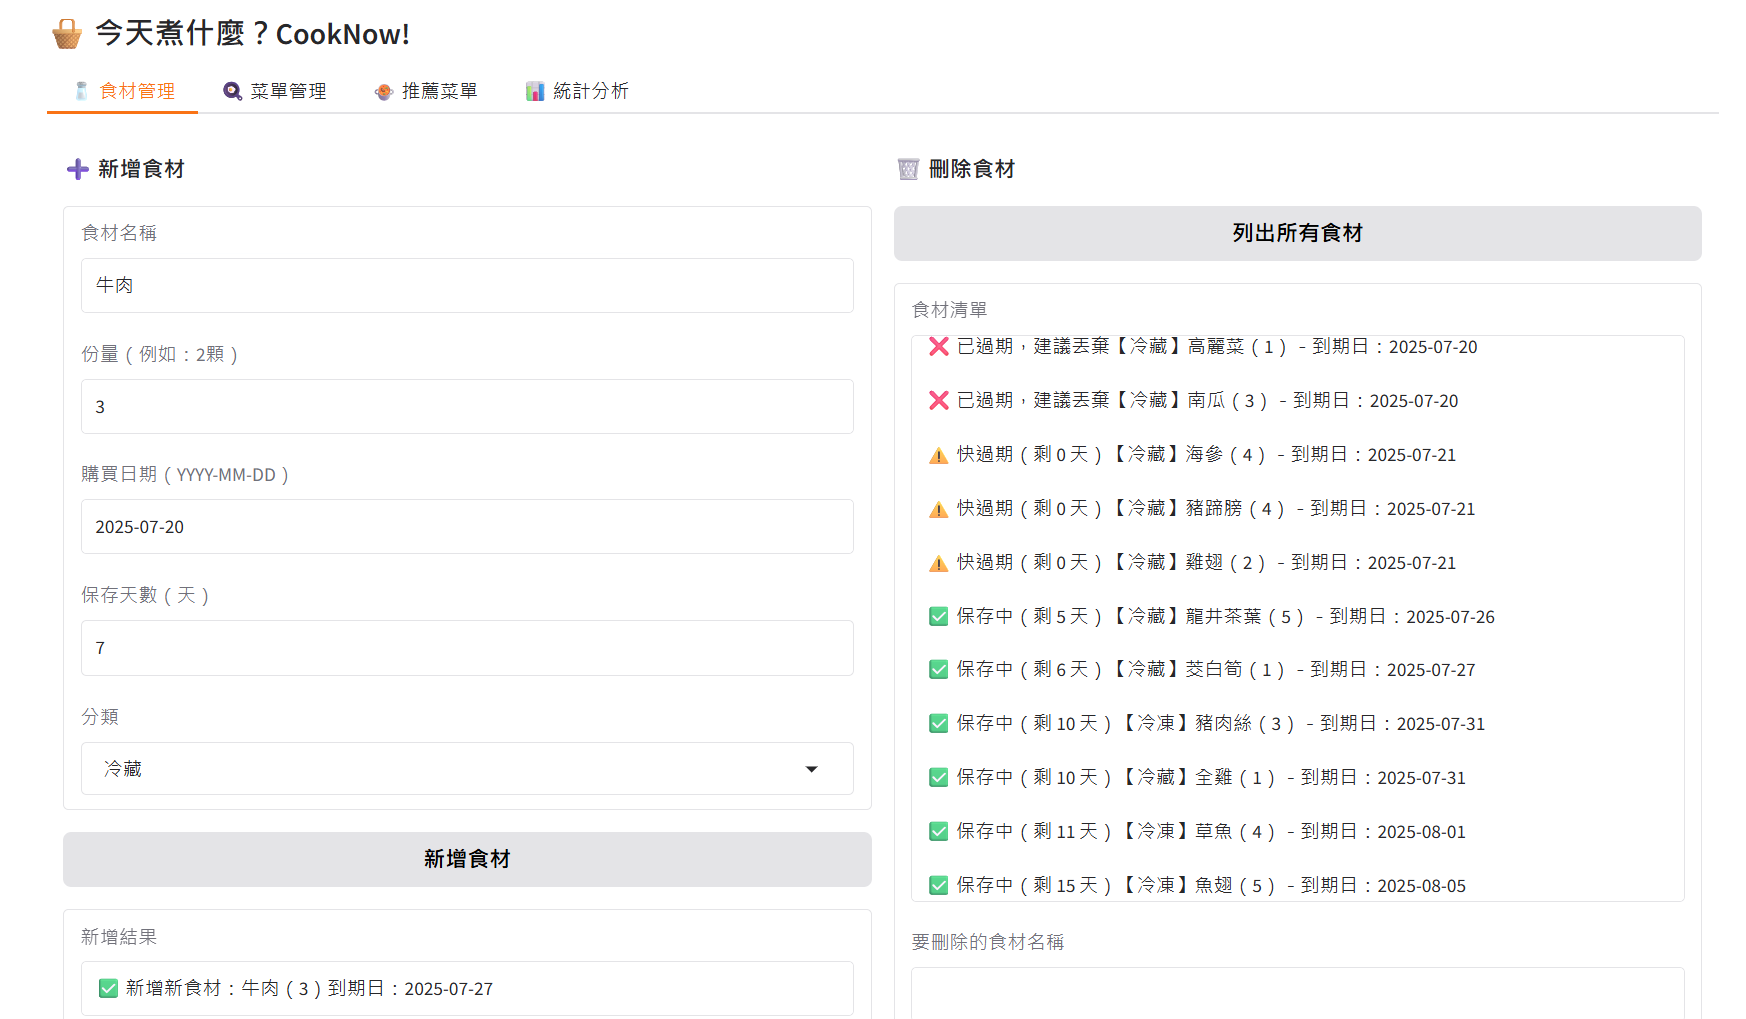 今天煮什麼？CookNow!
食材管理
菜單管理
推薦菜單
統計分析
新增食材
食材名稱
牛肉
份量（例如：2顆）
3
購買日期（YYYY-MM-DD）
2025-07-20
保存天數（天）
7
分類
冷藏
新增食材
新增結果
新增新食材：牛肉（3）到期日：2025-07-27
刪除食材
列出所有食材
食材清單
已過期，建議丟棄【冷藏】高麗菜（1） - 到期日：2025-07-20
已過期，建議丟棄【冷藏】南瓜（3） - 到期日：2025-07-20
快過期（剩 0 天）【冷藏】海參（4） - 到期日：2025-07-21
快過期（剩 0 天）【冷藏】豬蹄膀（4） - 到期日：2025-07-21
快過期（剩 0 天）【冷藏】雞翅（2） - 到期日：2025-07-21
保存中（剩 5 天）【冷藏】龍井茶葉（5） - 到期日：2025-07-26
保存中（剩 6 天）【冷藏】茭白筍（1） - 到期日：2025-07-27
保存中（剩 10 天）【冷凍】豬肉絲（3） - 到期日：2025-07-31
保存中（剩 10 天）【冷藏】全雞（1） - 到期日：2025-07-31
保存中（剩 11 天）【冷凍】草魚（4） - 到期日：2025-08-01
保存中（剩 15 天）【冷凍】魚翅（5） - 到期日：2025-08-05
要刪除的食材名稱